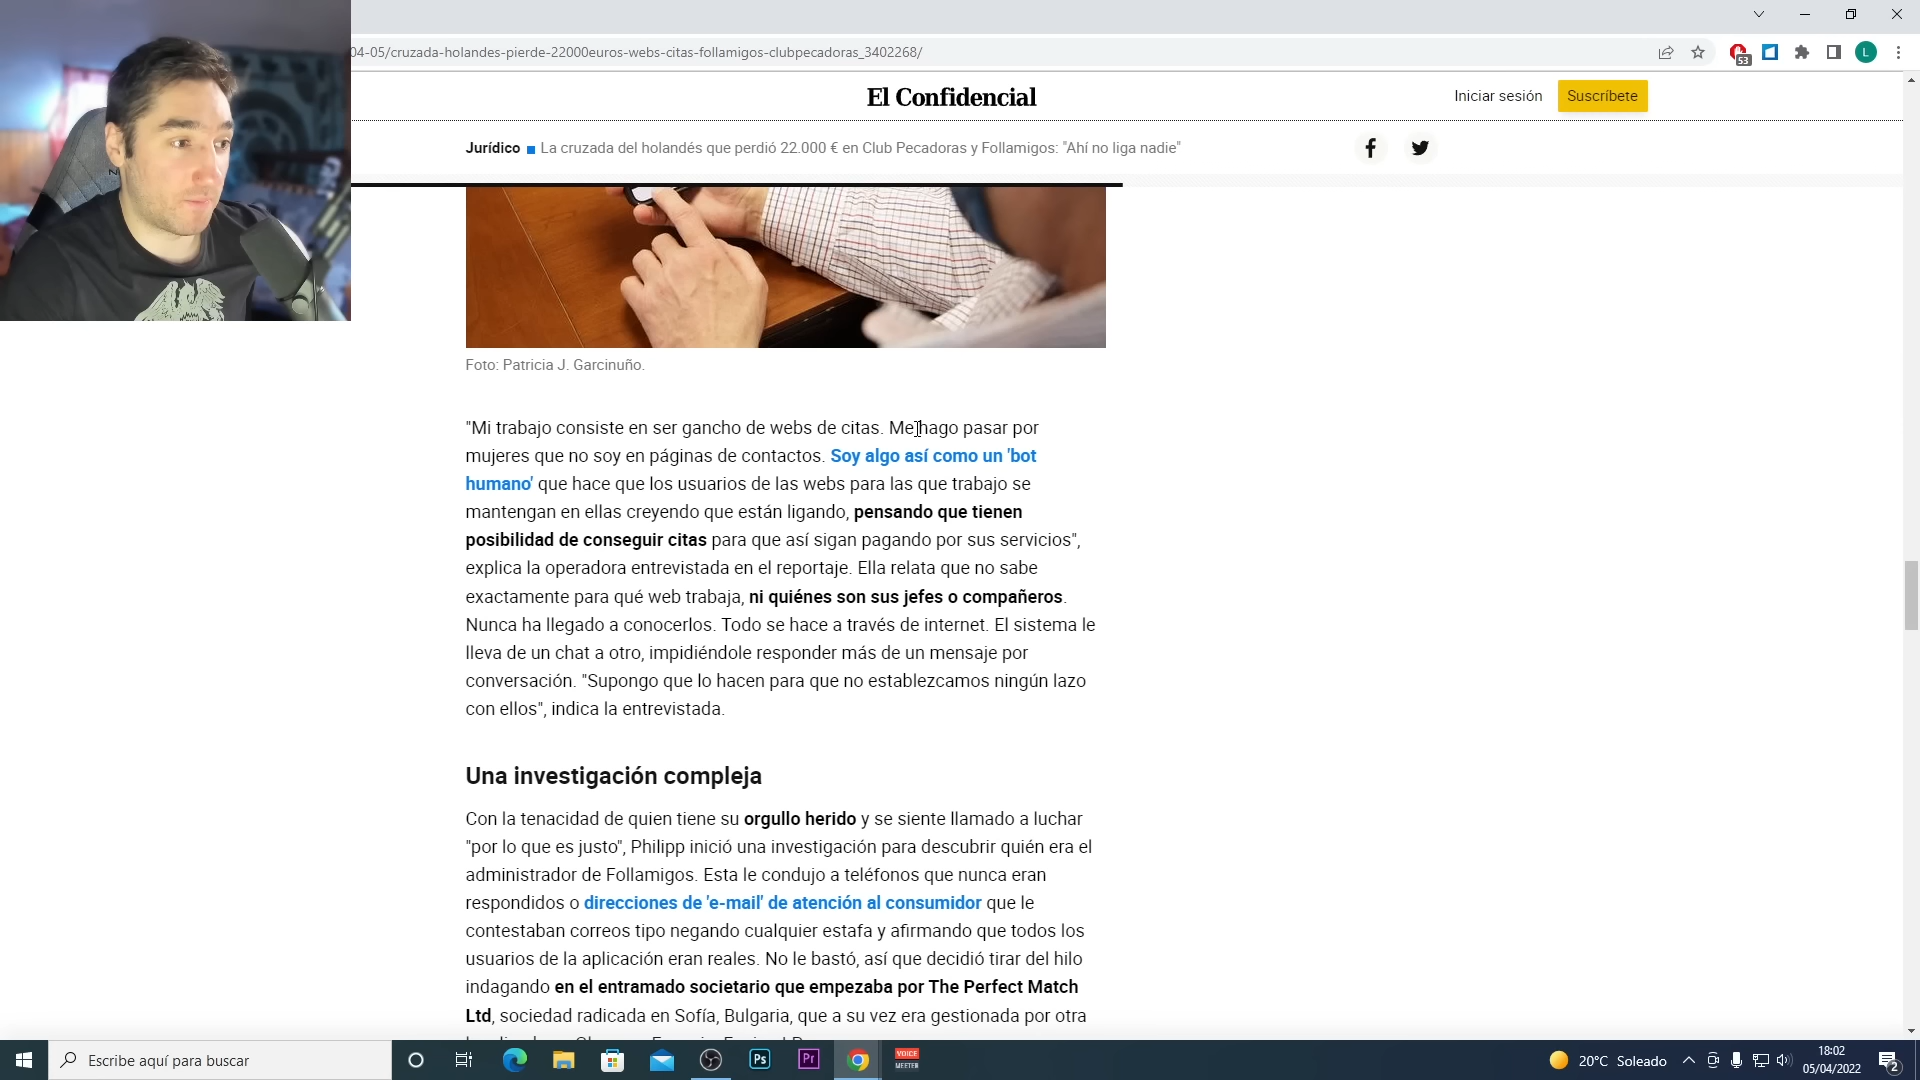 04-05/cruzada-holandes-pierde-22000euros-webs-citas-follamigos-clubpecadoras_3402268/
53
L
El Confidencial
Iniciar sesión
Suscríbete
Jurídico
La cruzada del holandés que perdió 22.000 € en Club Pecadoras y Follamigos: "Ahí no liga nadie"
Foto: Patricia J. Garcinuño.
"Mi trabajo consiste en ser gancho de webs de citas. Me hago pasar por
mujeres que no soy en páginas de contactos. Soy algo así como un 'bot
humano' que hace que los usuarios de las webs para las que trabajo se
mantengan en ellas creyendo que están ligando, pensando que tienen
posibilidad de conseguir citas para que así sigan pagando por sus servicios",
explica la operadora entrevistada en el reportaje. Ella relata que no sabe
exactamente para qué web trabaja, ni quiénes son sus jefes o compañeros.
Nunca ha llegado a conocerlos. Todo se hace a través de internet. El sistema le
lleva de un chat a otro, impidiéndole responder más de un mensaje por
conversación. "Supongo que lo hacen para que no establezcamos ningún lazo
con ellos", indica la entrevistada.
Una investigación compleja
Con la tenacidad de quien tiene su orgullo herido y se siente llamado a luchar
"por lo que es justo", Philipp inició una investigación para descubrir quién era el
administrador de Follamigos. Esta le condujo a teléfonos que nunca eran
respondidos o direcciones de 'e-mail' de atención al consumidor que le
contestaban correos tipo negando cualquier estafa y afirmando que todos los
usuarios de la aplicación eran reales. No le bastó, así que decidió tirar del hilo
indagando en el entramado societario que empezaba por The Perfect Match
Ltd, sociedad radicada en Sofía, Bulgaria, que a su vez era gestionada por otra
Escribe aquí para buscar
Ps
Pr
VOICE
MEETER
20°C Soleado
18:02
05/04/2022
2